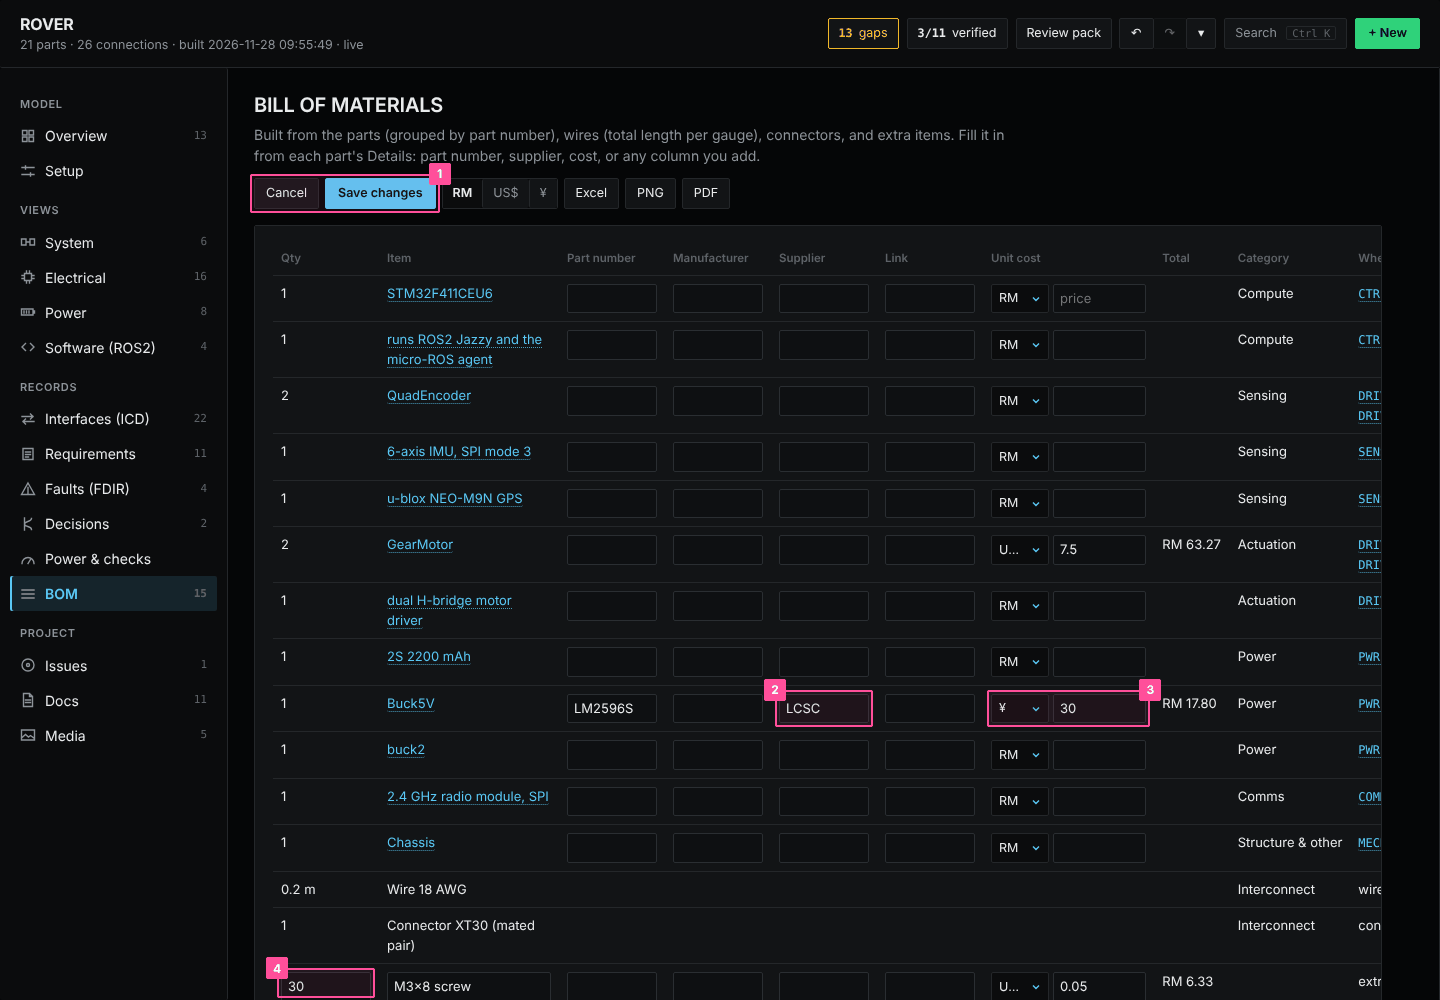 ROVER
21 parts · 26 connections · built 2026-11-28 09:55:49 · live
13 gaps
3/11 verified
Review pack
Search Ctrl K
+ New
MODEL
Overview 13
Setup
VIEWS
System 6
Electrical 16
Power 8
Software (ROS2) 4
RECORDS
Interfaces (ICD) 22
Requirements 11
Faults (FDIR) 4
Decisions 2
Power & checks
BOM 15
PROJECT
Issues 1
Docs 11
Media 5
BILL OF MATERIALS
Built from the parts (grouped by part number), wires (total length per gauge), connectors, and extra items. Fill it in
from each part's Details: part number, supplier, cost, or any column you add.
1
Cancel Save changes RM US$ ¥ Excel PNG PDF
Qty Item Part number Manufacturer Supplier Link Unit cost Total Category Whe
1 STM32F411CEU6 RM price Compute CTR
1 runs ROS2 Jazzy and the RM Compute CTR
micro-ROS agent
2 QuadEncoder RM Sensing DRI
DRI
1 6-axis IMU, SPI mode 3 RM Sensing SEN
1 u-blox NEO-M9N GPS RM Sensing SEN
2 GearMotor U... 7.5 RM 63.27 Actuation DRI
DRI
1 dual H-bridge motor RM Actuation DRI
driver
1 2S 2200 mAh RM Power PWR
2 3
1 Buck5V LM2596S LCSC ¥ 30 RM 17.80 Power PWR
1 buck2 RM Power PWR
1 2.4 GHz radio module, SPI RM Comms COM
1 Chassis RM Structure & other MEC
0.2 m Wire 18 AWG Interconnect wire
1 Connector XT30 (mated Interconnect con
pair)
4
30 M3×8 screw U... 0.05 RM 6.33 extr